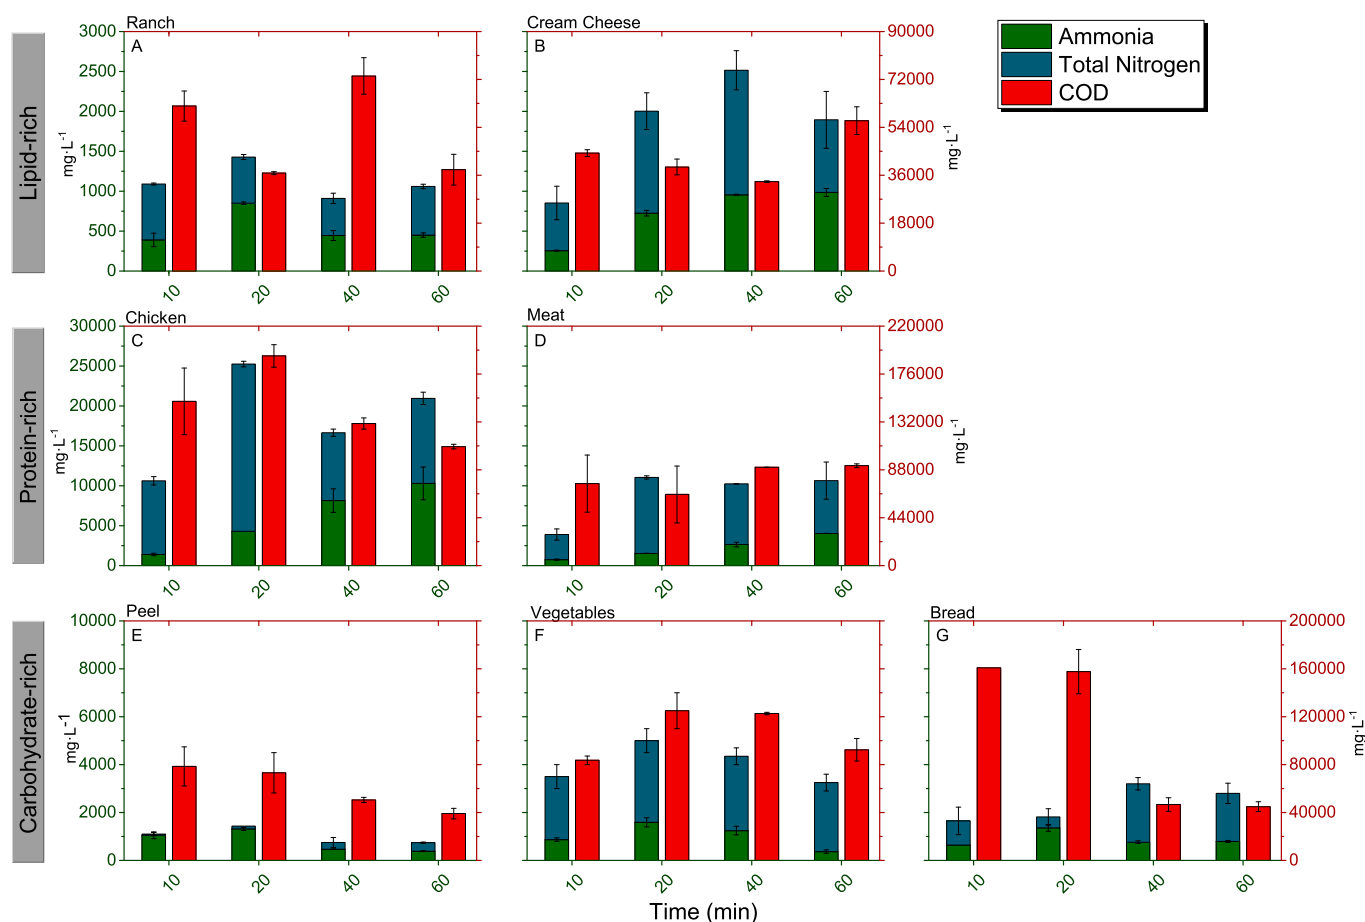 Ranch
Cream Cheese
Ammonia
Total Nitrogen
COD
Lipid-rich
A
3000
2500
2000
1500
1000
500
0
mg·L⁻¹
10
20
40
60
B
90000
72000
54000
36000
18000
0
mg·L⁻¹
10
20
40
60
Protein-rich
Chicken
C
30000
25000
20000
15000
10000
5000
0
mg·L⁻¹
10
20
40
60
Meat
D
220000
176000
132000
88000
44000
0
mg·L⁻¹
10
20
40
60
Carbohydrate-rich
Peel
E
10000
8000
6000
4000
2000
0
mg·L⁻¹
10
20
40
60
Vegetables
F
10
20
40
60
Bread
G
200000
160000
120000
80000
40000
0
mg·L⁻¹
10
20
40
60
Time (min)